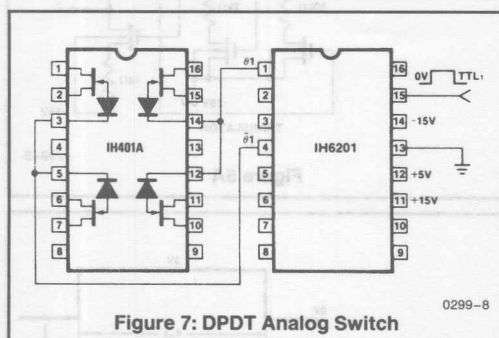 1 16 θ1 1 16 0V TTL₁
2 15 2 15
3 14 3 14 -15V
4 IH401A 13 θ1 4 IH6201 13
5 12 5 12 +5V
6 11 6 11 +15V
7 10 7 10
8 9 8 9
0299-8
Figure 7: DPDT Analog Switch